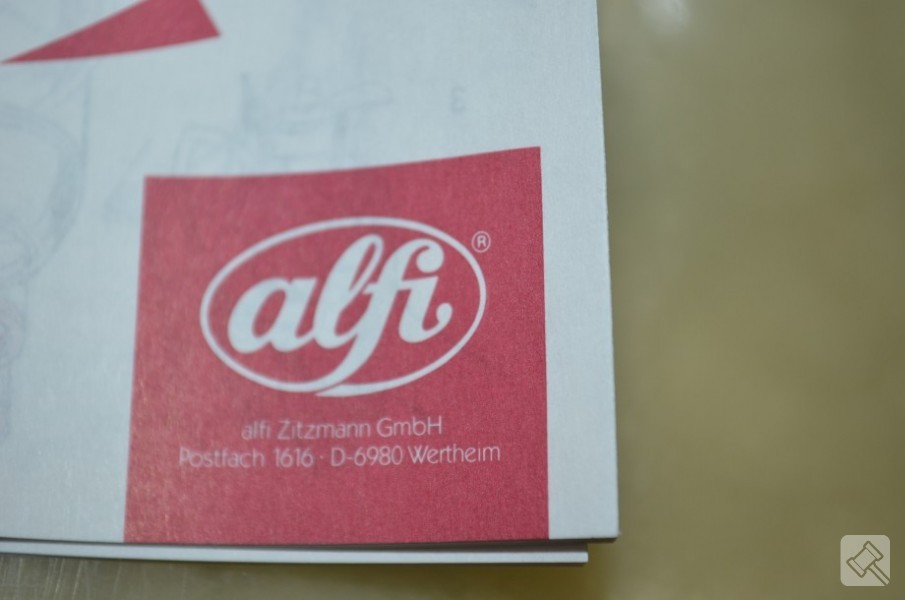 alfi®
alfi Zitzmann GmbH
Postfach 1616 · D-6980 Wertheim